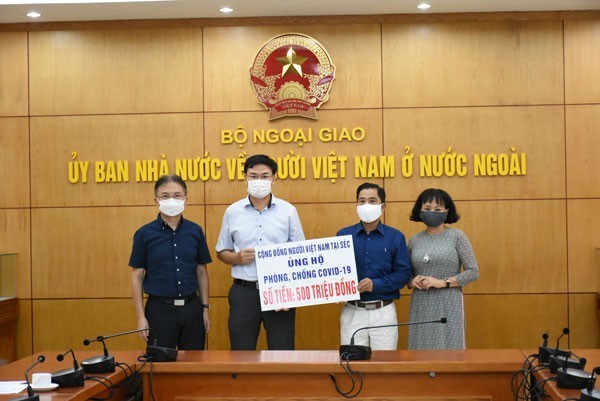 BỘ NGOẠI GIAO
ỦY BAN NHÀ NƯỚC VỀ NGƯỜI VIỆT NAM Ở NƯỚC NGOÀI
CỘNG ĐỒNG NGƯỜI VIỆT NAM TẠI SÉC
ỦNG HỘ
PHÒNG, CHỐNG COVID-19
SỐ TIỀN: 500 TRIỆU ĐỒNG